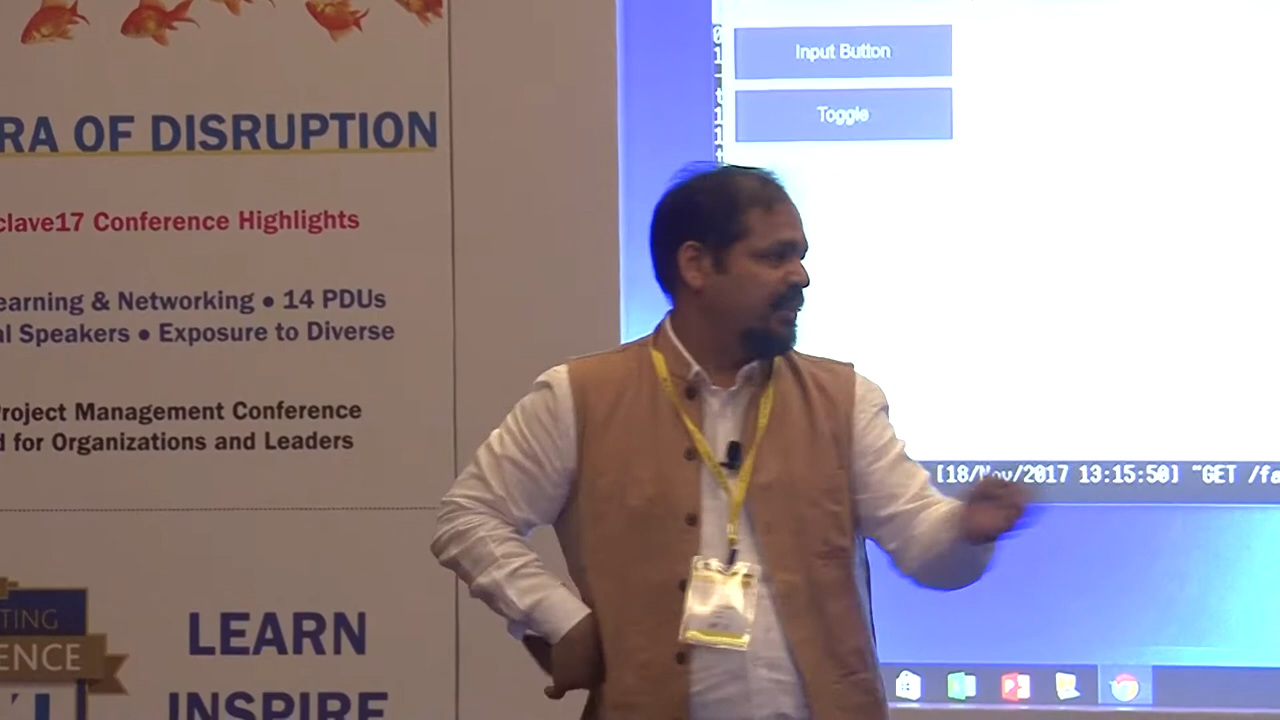 RA OF DISRUPTION
clave17 Conference Highlights
earning & Networking • 14 PDUs
al Speakers • Exposure to Diverse
Project Management Conference
d for Organizations and Leaders
TING
ENCE
LEARN
INSPIRE
Input Button
Toggle
[18/Nov/2017 13:15:50] "GET /fa